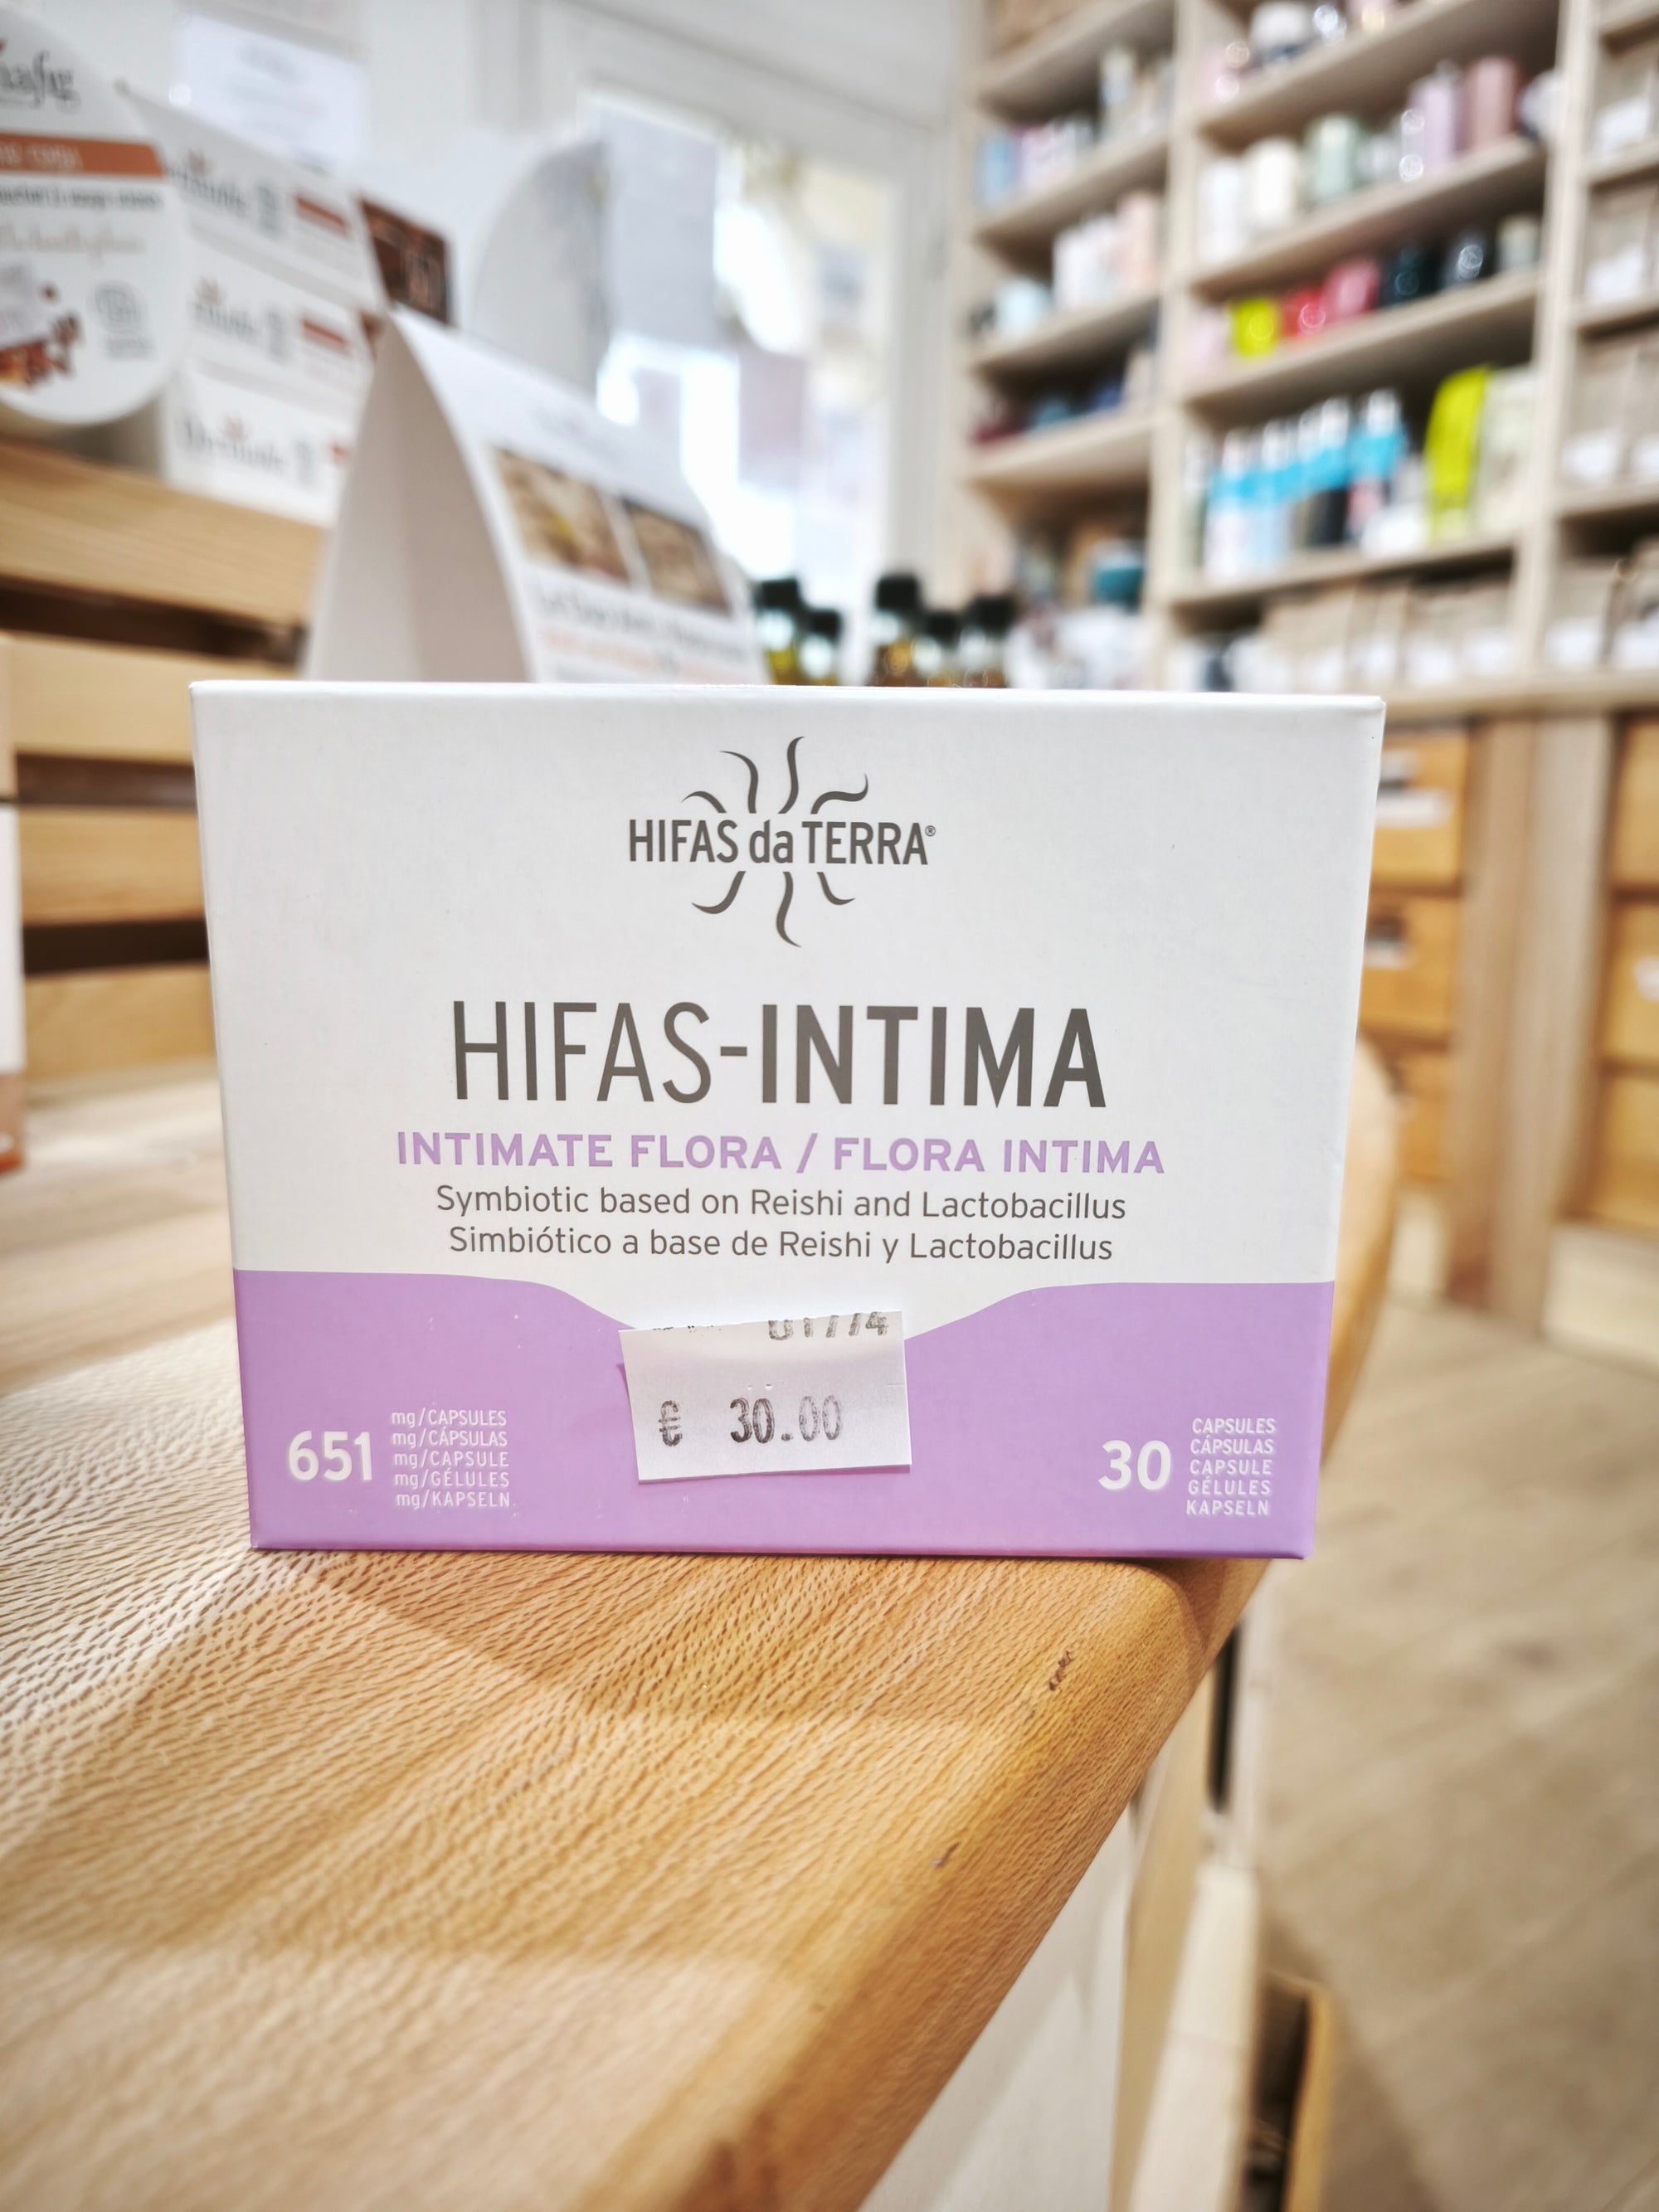 HIFAS da TERRA®
HIFAS-INTIMA
INTIMATE FLORA / FLORA INTIMA
Symbiotic based on Reishi and Lactobacillus
Simbiótico a base de Reishi y Lactobacillus
€ 30.00
651
mg/CAPSULES
mg/CÁPSULAS
mg/CAPSULE
mg/GÉLULES
mg/KAPSELN
30
CAPSULES
CÁPSULAS
CAPSULE
GÉLULES
KAPSELN